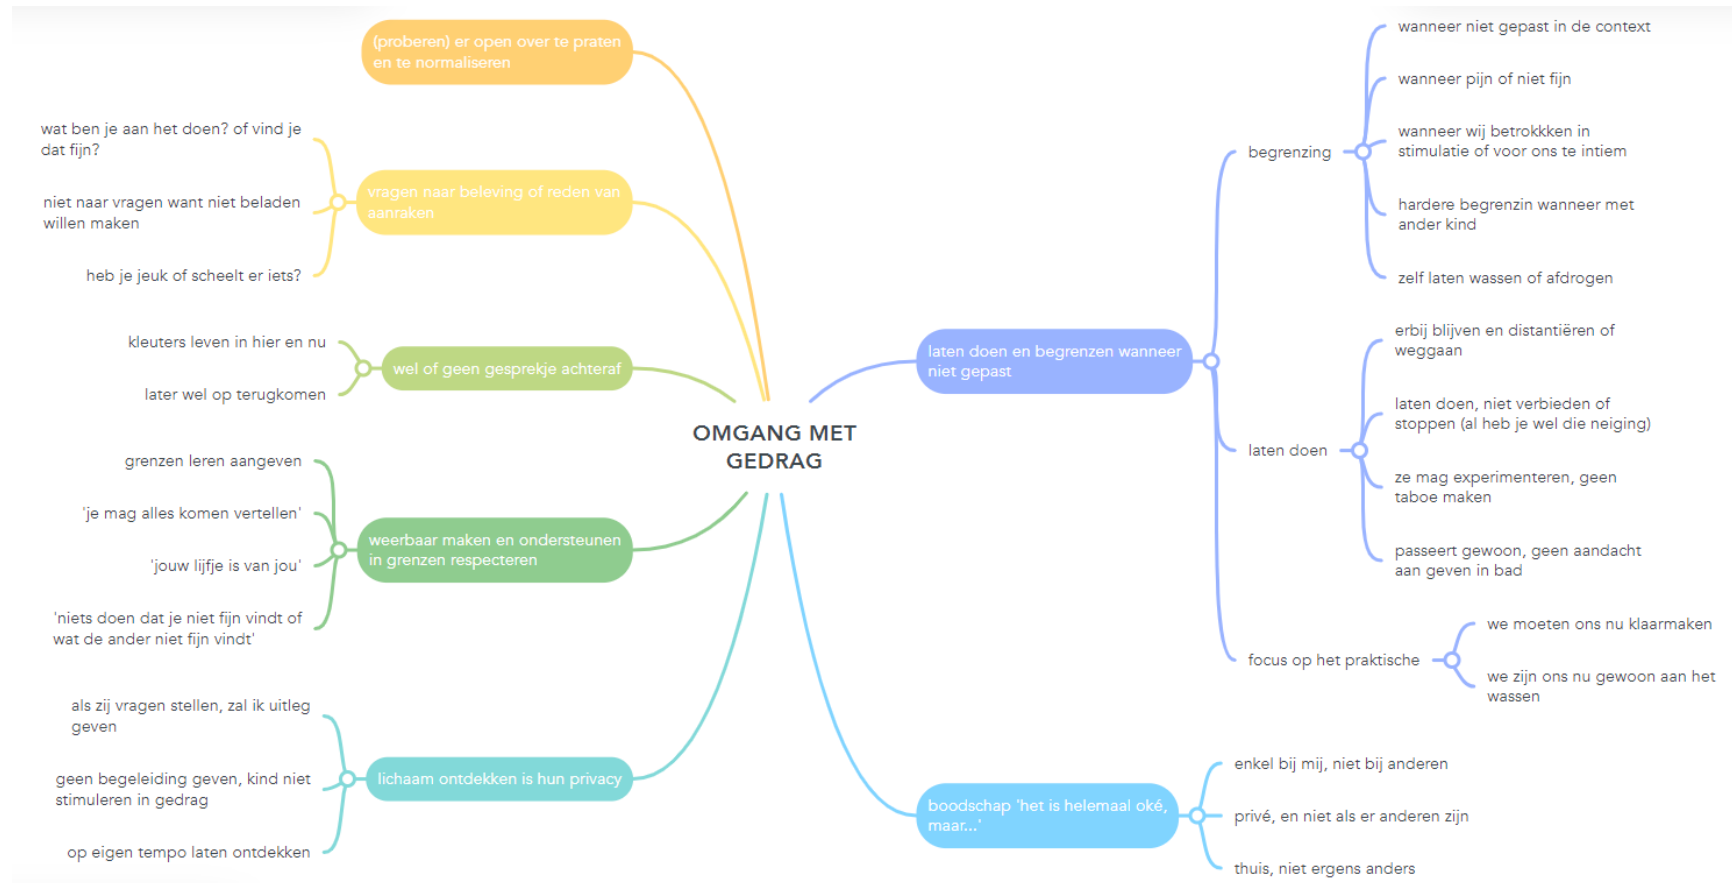 (proberen) er open over te praten
en te normaliseren
wat ben je aan het doen? of vind je
dat fijn?
niet naar vragen want niet beladen
willen maken
heb je jeuk of scheelt er iets?
vragen naar beleving of reden van
aanraken
kleuters leven in hier en nu
later wel op terugkomen
wel of geen gesprekje achteraf
grenzen leren aangeven
'je mag alles komen vertellen'
'jouw lijfje is van jou'
'niets doen dat je niet fijn vindt of
wat de ander niet fijn vindt'
weerbaar maken en ondersteunen
in grenzen respecteren
als zij vragen stellen, zal ik uitleg
geven
geen begeleiding geven, kind niet
stimuleren in gedrag
op eigen tempo laten ontdekken
lichaam ontdekken is hun privacy
OMGANG MET
GEDRAG
laten doen en begrenzen wanneer
niet gepast
begrenzing
wanneer niet gepast in de context
wanneer pijn of niet fijn
wanneer wij betrokkken in
stimulatie of voor ons te intiem
hardere begrenzin wanneer met
ander kind
zelf laten wassen of afdrogen
laten doen
erbij blijven en distantiëren of
weggaan
laten doen, niet verbieden of
stoppen (al heb je wel die neiging)
ze mag experimenteren, geen
taboe maken
passeert gewoon, geen aandacht
aan geven in bad
focus op het praktische
we moeten ons nu klaarmaken
we zijn ons nu gewoon aan het
wassen
boodschap 'het is helemaal oké,
maar...'
enkel bij mij, niet bij anderen
privé, en niet als er anderen zijn
thuis, niet ergens anders